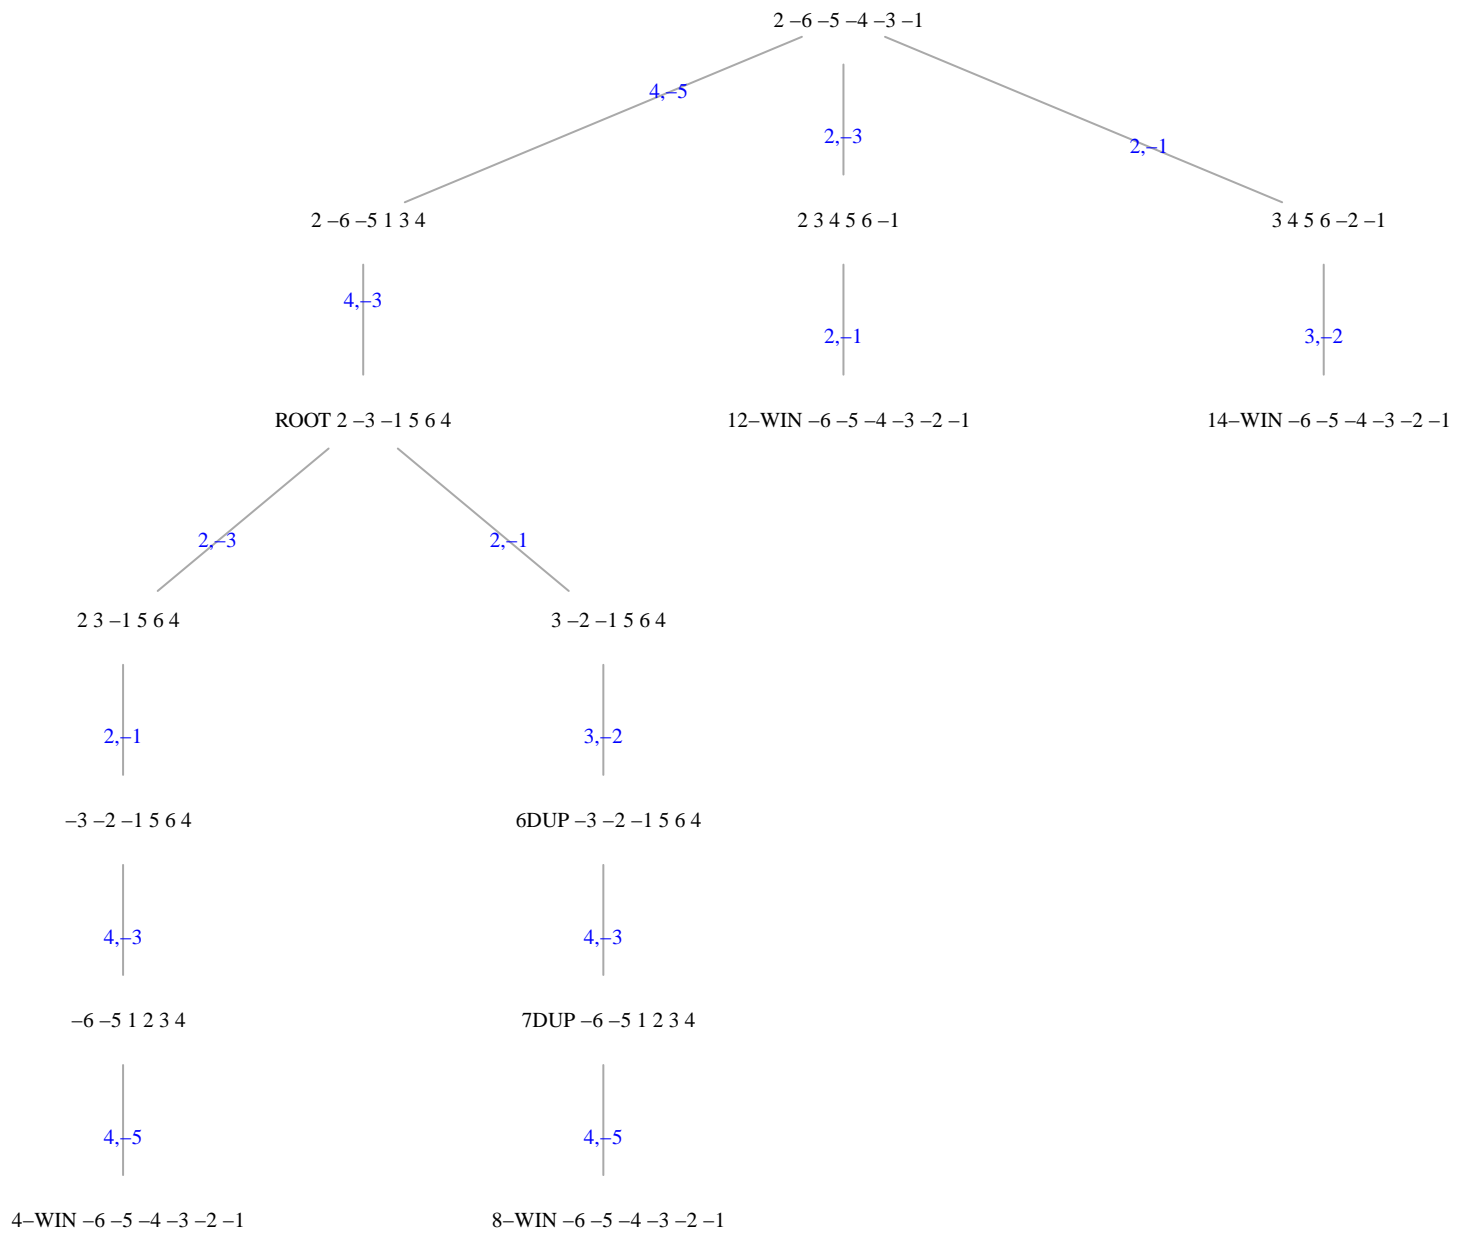 2 –6 –5 –4 –3 –1
4,–5
2,–3
2,–1
2 –6 –5 1 3 4
2 3 4 5 6 –1
3 4 5 6 –2 –1
4,–3
2,–1
3,–2
ROOT 2 –3 –1 5 6 4
12–WIN –6 –5 –4 –3 –2 –1
14–WIN –6 –5 –4 –3 –2 –1
2,–3
2,–1
2 3 –1 5 6 4
3 –2 –1 5 6 4
2,–1
3,–2
–3 –2 –1 5 6 4
6DUP –3 –2 –1 5 6 4
4,–3
4,–3
–6 –5 1 2 3 4
7DUP –6 –5 1 2 3 4
4,–5
4,–5
4–WIN –6 –5 –4 –3 –2 –1
8–WIN –6 –5 –4 –3 –2 –1